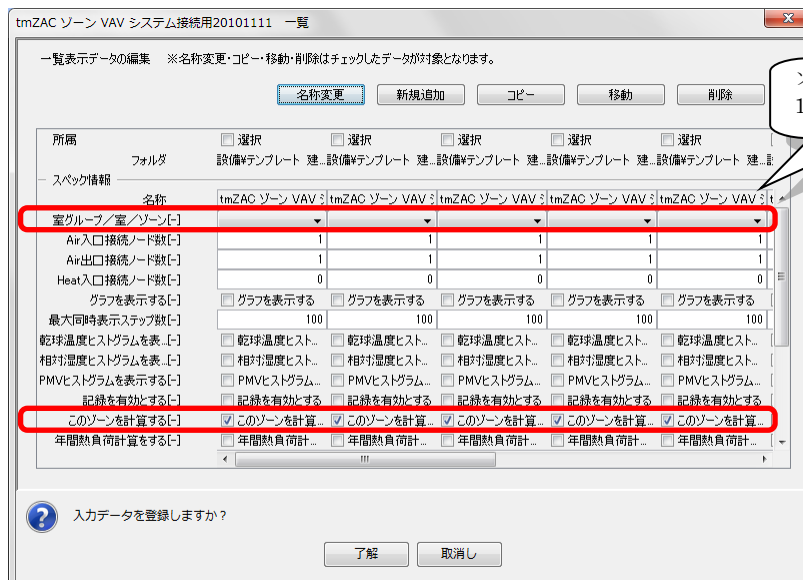 tmZAC ゾーン VAV システム接続用20101111 一覧
一覧表示データの編集 ※名称変更・コピー・移動・削除はチェックしたデータが対象となります。
名称変更 新規追加 コピー 移動 削除
所属 選択 選択 選択 選択 選択
フォルダ 設備¥テンプレート 建... 設備¥テンプレート 建... 設備¥テンプレート 建... 設備¥テンプレート 建... 設備¥テンプレート 建...
スペック情報
名称 tmZAC ゾーン VAV tmZAC ゾーン VAV tmZAC ゾーン VAV tmZAC ゾーン VAV tmZAC ゾーン VAV
室グループ/室/ゾーン[-]
Air入口接続ノード数[-] 1 1 1 1 1
Air出口接続ノード数[-] 1 1 1 1 1
Heat入口接続ノード数[-] 0 0 0 0 0
グラフを表示する[-] グラフを表示する グラフを表示する グラフを表示する グラフを表示する グラフを表示する
最大同時表示ステップ数[-] 100 100 100 100 100
乾球温度ヒストグラムを表...[-] 乾球温度ヒスト... 乾球温度ヒスト... 乾球温度ヒスト... 乾球温度ヒスト... 乾球温度ヒスト...
相対湿度ヒストグラムを表...[-] 相対湿度ヒスト... 相対湿度ヒスト... 相対湿度ヒスト... 相対湿度ヒスト... 相対湿度ヒスト...
PMVヒストグラムを表示する[-] PMVヒストグラム... PMVヒストグラム... PMVヒストグラム... PMVヒストグラム... PMVヒストグラム...
記録を有効とする[-] 記録を有効とする 記録を有効とする 記録を有効とする 記録を有効とする 記録を有効とする
このゾーンを計算する[-] このゾーンを計算... このゾーンを計算... このゾーンを計算... このゾーンを計算... このゾーンを計算...
年間熱負荷計算をする[-] 年間熱負荷計... 年間熱負荷計... 年間熱負荷計... 年間熱負荷計... 年間熱負荷計...
入力データを登録しますか?
了解 取消し